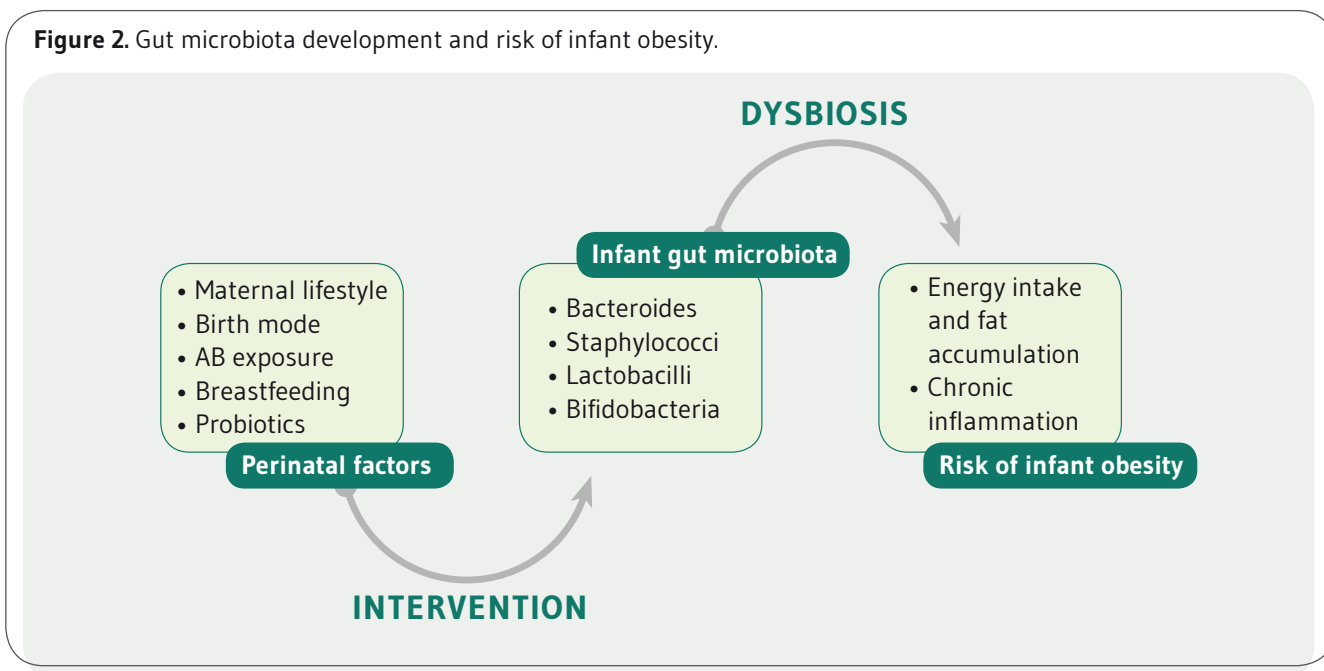 Figure 2. Gut microbiota development and risk of infant obesity.
DYSBIOSIS
• Maternal lifestyle
• Birth mode
• AB exposure
• Breastfeeding
• Probiotics
Perinatal factors
INTERVENTION
Infant gut microbiota
• Bacteroides
• Staphylococci
• Lactobacilli
• Bifidobacteria
• Energy intake
and fat
accumulation
• Chronic
inflammation
Risk of infant obesity